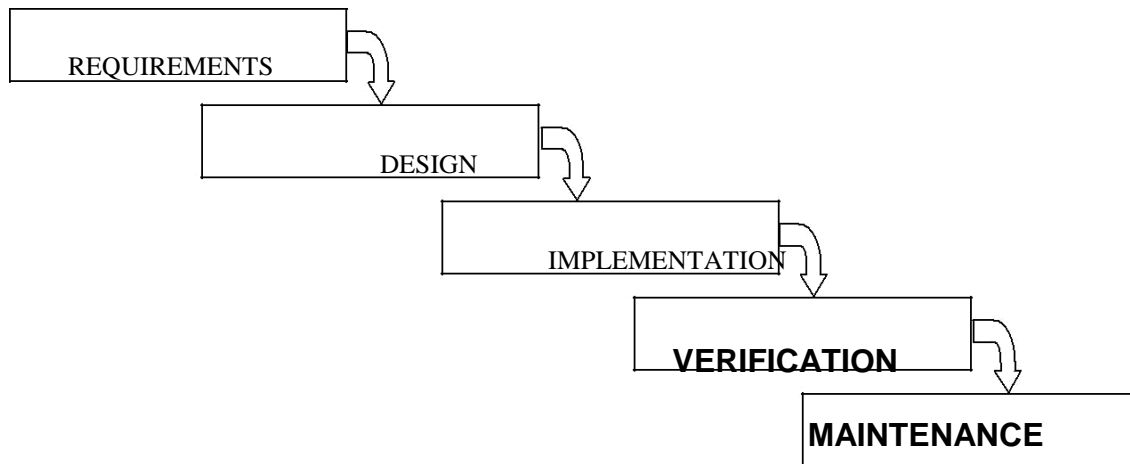 REQUIREMENTS
DESIGN
IMPLEMENTATION
VERIFICATION
MAINTENANCE